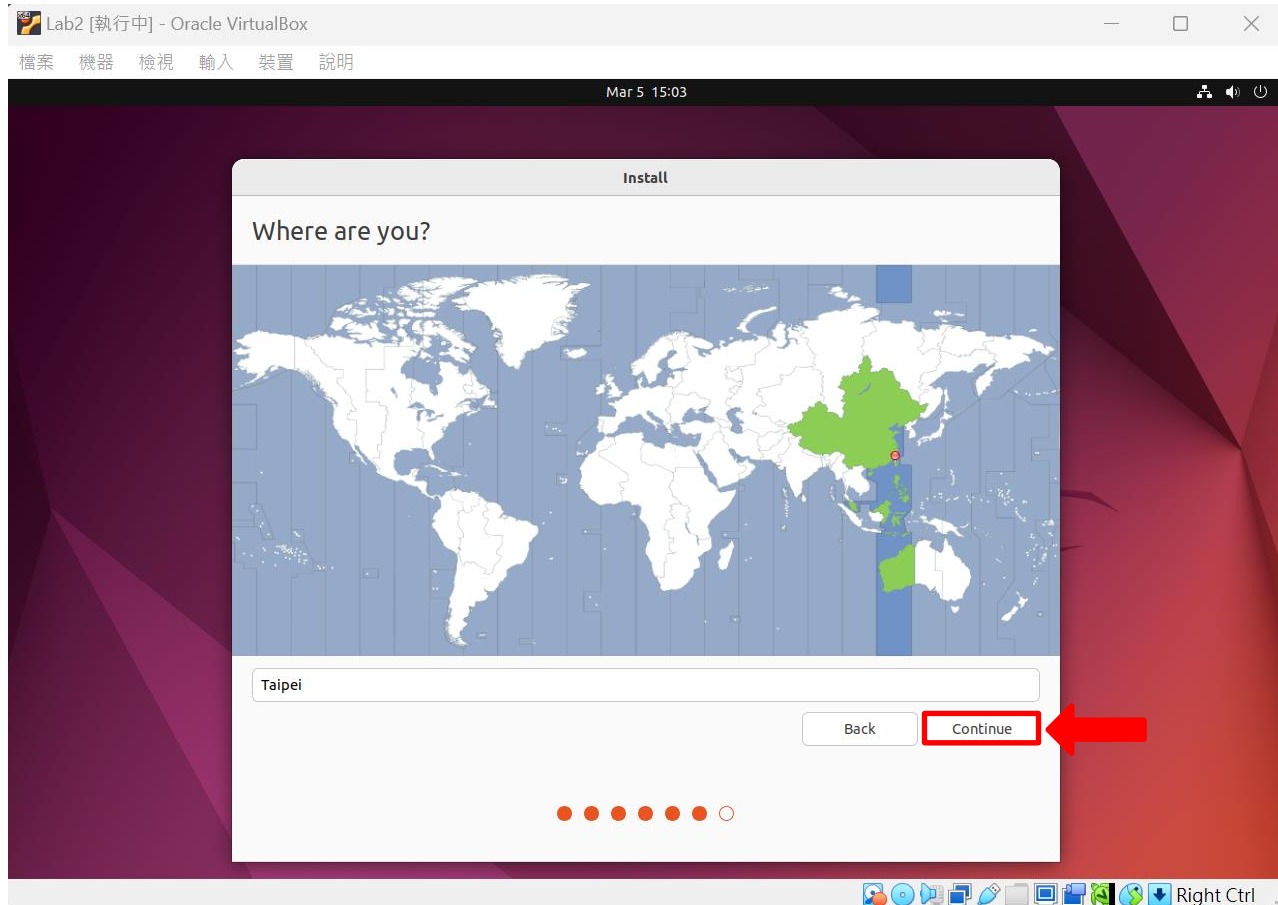 Lab2 [執行中] - Oracle VirtualBox
檔案 機器 檢視 輸入 裝置 說明
Mar 5 15:03
Install
Where are you?
Taipei
Back Continue
Right Ctrl